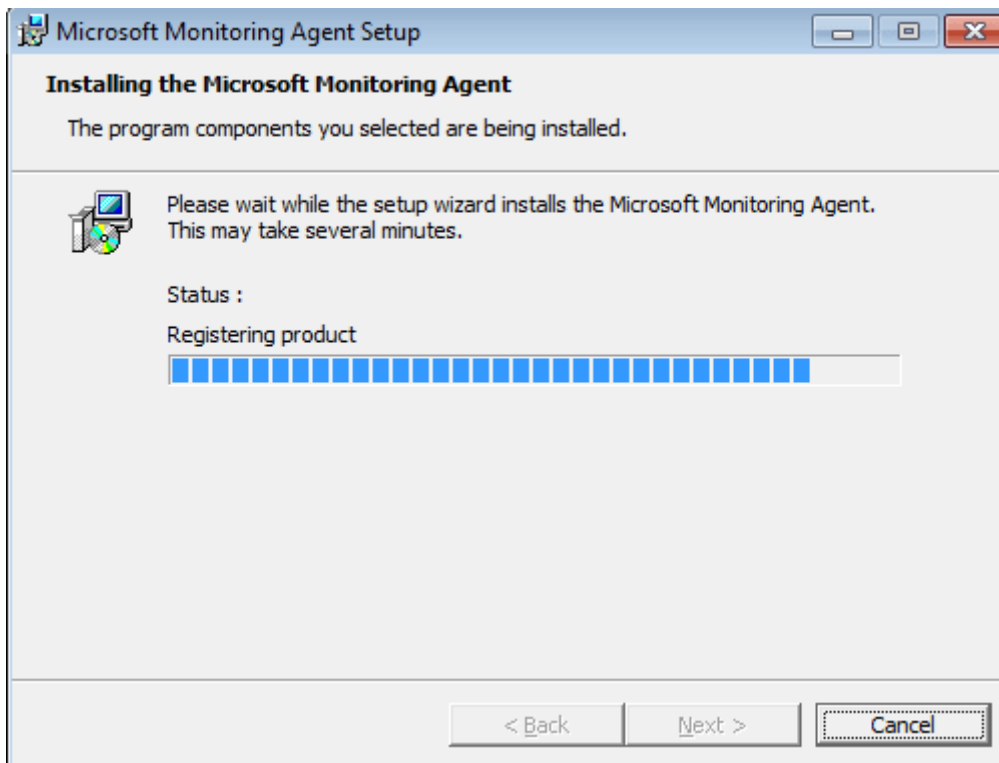 Microsoft Monitoring Agent Setup
Installing the Microsoft Monitoring Agent
The program components you selected are being installed.
Please wait while the setup wizard installs the Microsoft Monitoring Agent.
This may take several minutes.
Status :
Registering product
< Back Next > Cancel